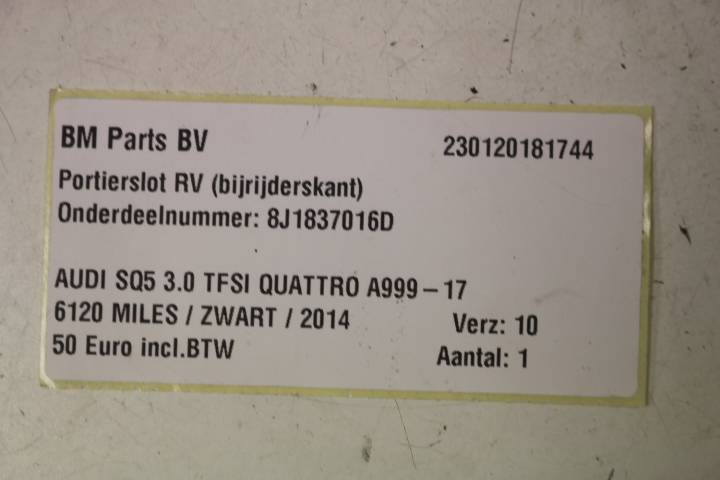 BM Parts BV 230120181744
Portierslot RV (bijrijderskant)
Onderdeelnummer: 8J1837016D
AUDI SQ5 3.0 TFSI QUATTRO A999-17
6120 MILES / ZWART / 2014 Verz: 10
50 Euro incl.BTW Aantal: 1